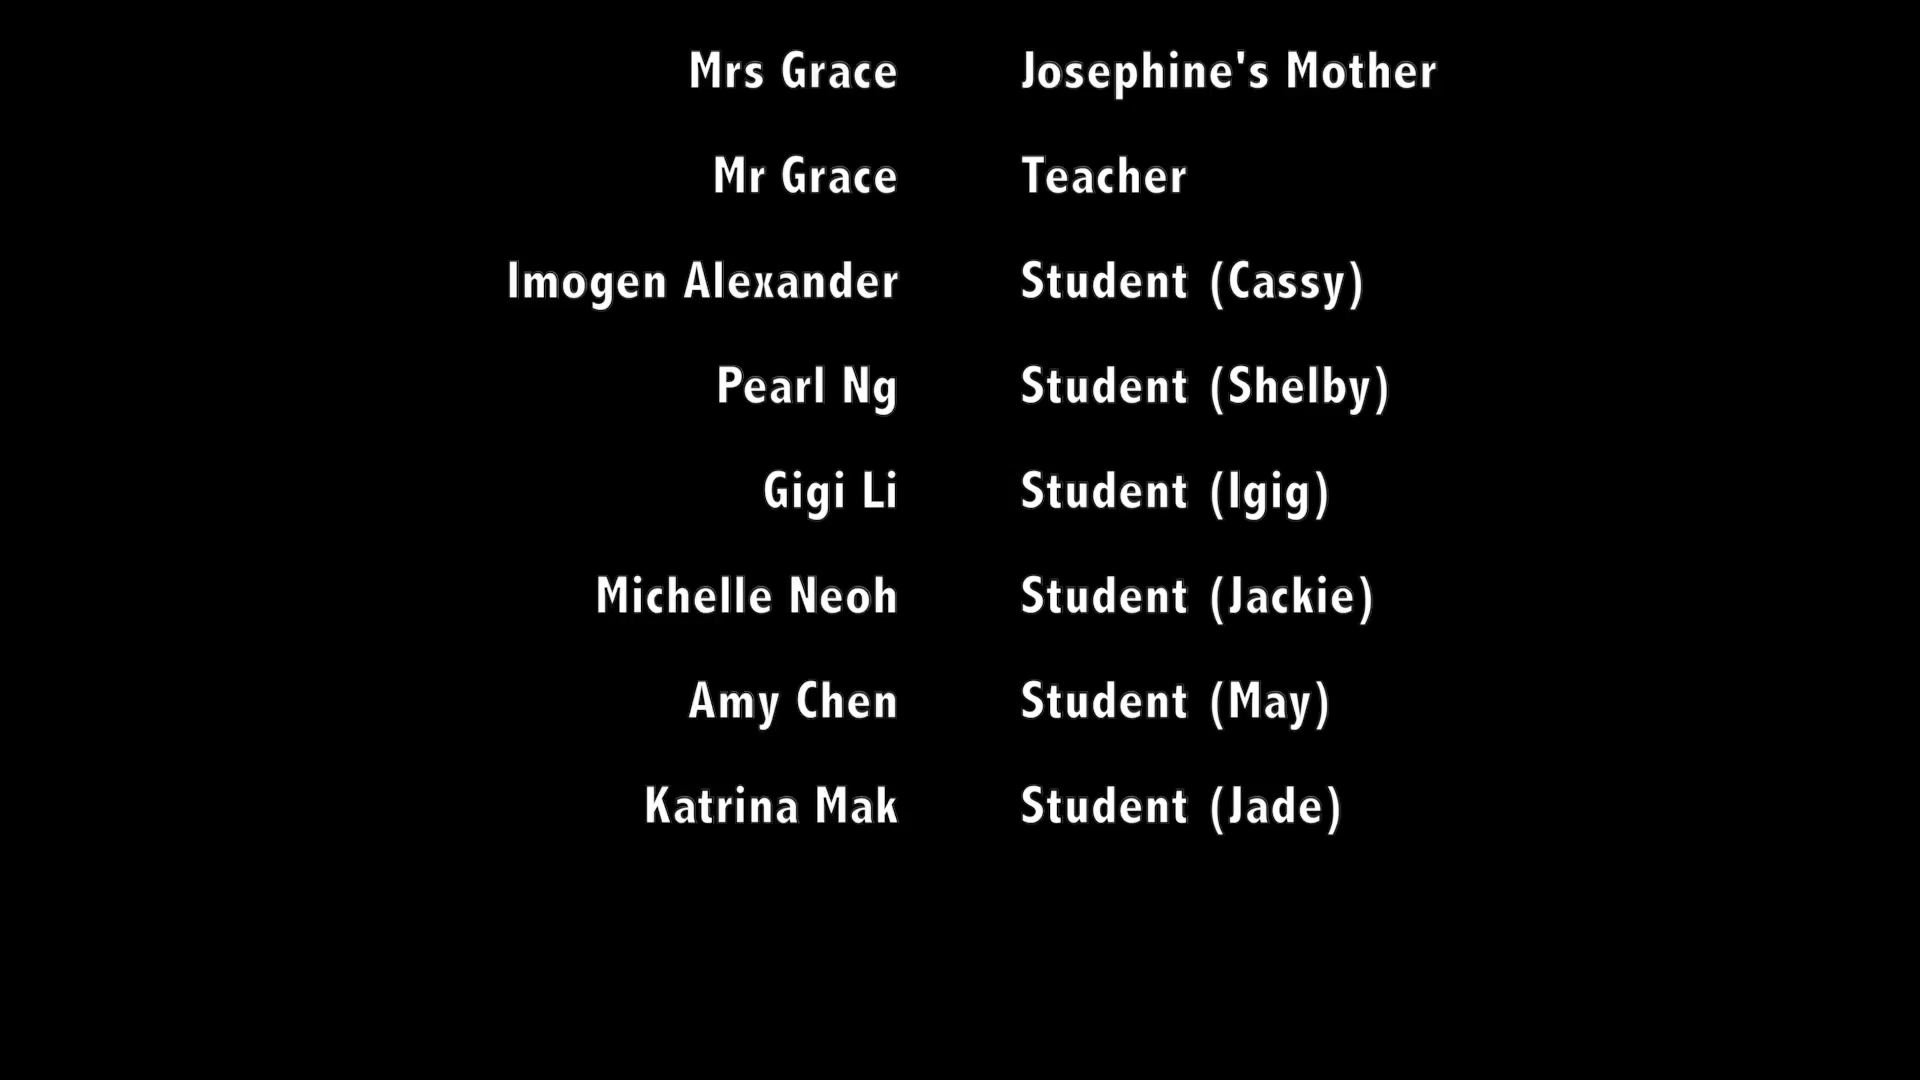 Mrs Grace Josephine's Mother
Mr Grace Teacher
Imogen Alexander Student (Cassy)
Pearl Ng Student (Shelby)
Gigi Li Student (Igig)
Michelle Neoh Student (Jackie)
Amy Chen Student (May)
Katrina Mak Student (Jade)